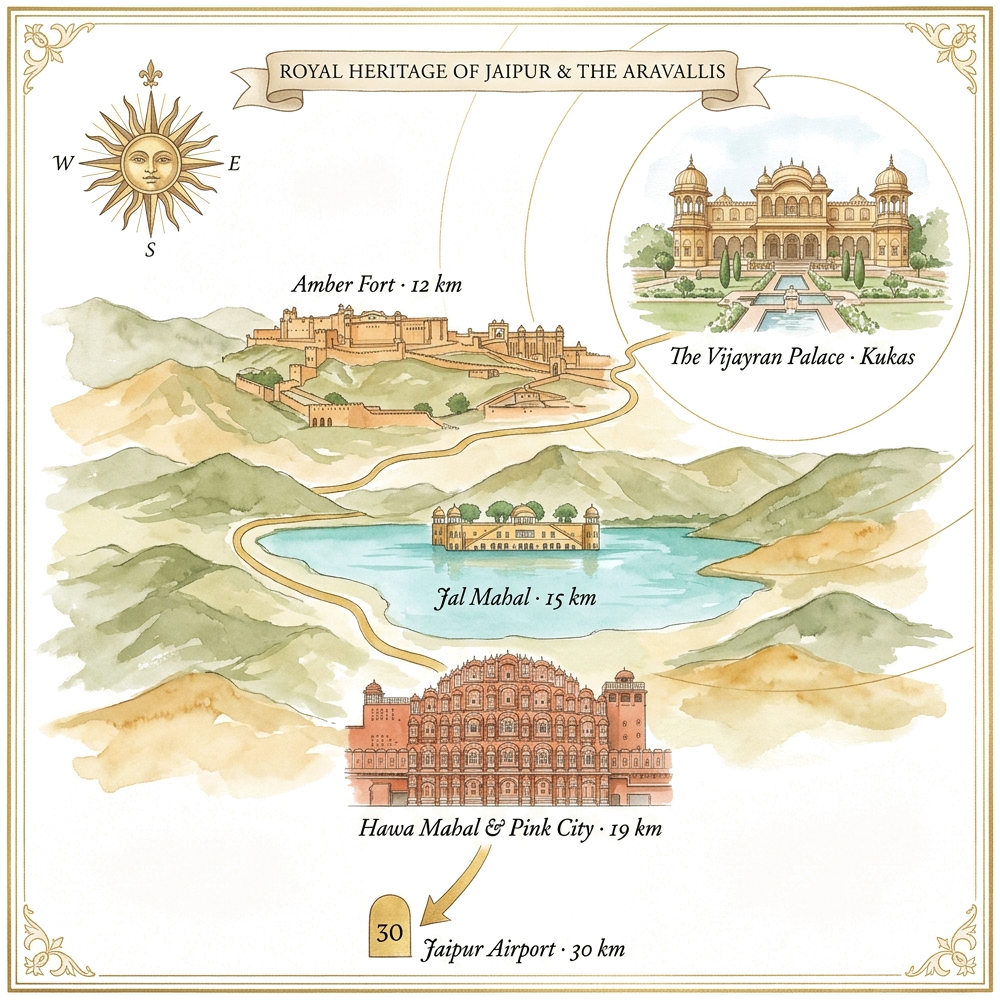 ROYAL HERITAGE OF JAIPUR & THE ARAVALLIS
W
E
S
Amber Fort · 12 km
The Vijayran Palace · Kukas
Jal Mahal · 15 km
Hawa Mahal & Pink City · 19 km
30
Jaipur Airport · 30 km